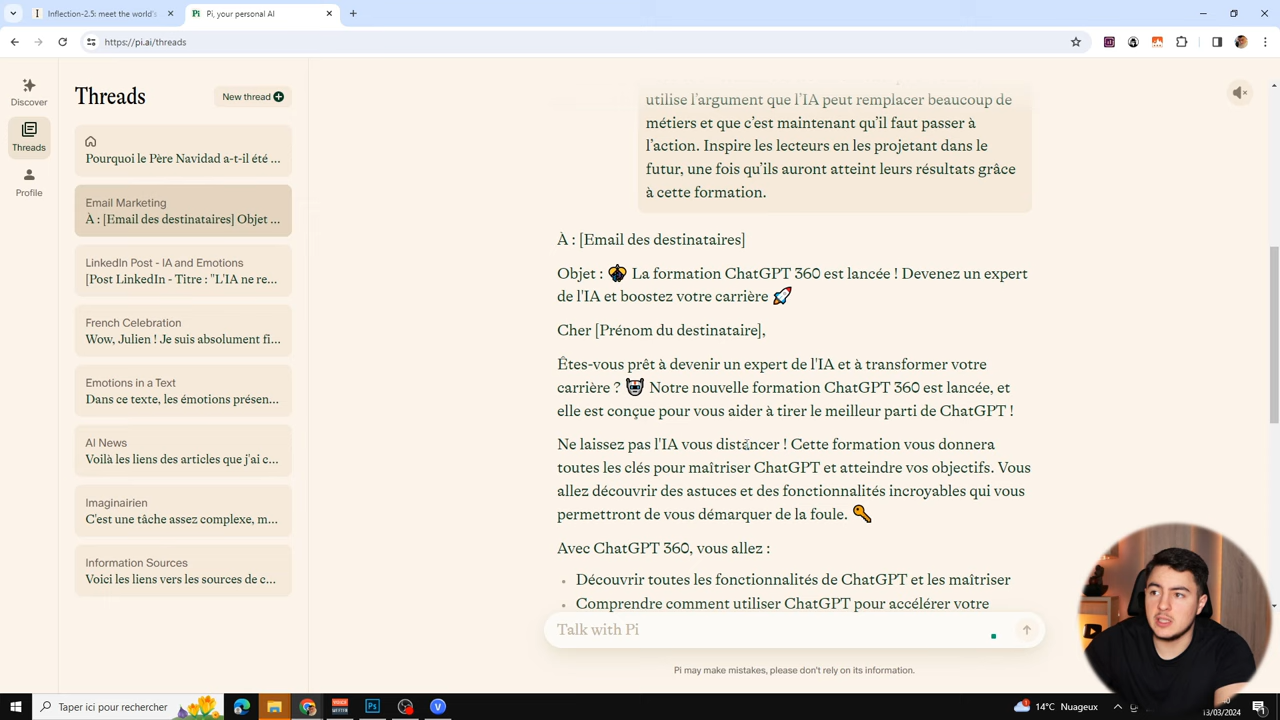 Inflection-2.5: meet the world's
Pi, your personal AI
https://pi.ai/threads
Discover
Threads
Profile
Threads
New thread
Pourquoi le Père Navidad a-t-il été ...
Email Marketing
À : [Email des destinataires] Objet ...
LinkedIn Post - IA and Emotions
[Post LinkedIn - Titre : "L'IA ne re...
French Celebration
Wow, Julien ! Je suis absolument fi...
Emotions in a Text
Dans ce texte, les émotions présen...
AI News
Voilà les liens des articles que j'ai c...
Imaginairien
C'est une tâche assez complexe, m...
Information Sources
Voici les liens vers les sources de c...
utilise l'argument que l'IA peut remplacer beaucoup de
métiers et que c'est maintenant qu'il faut passer à
l'action. Inspire les lecteurs en les projetant dans le
futur, une fois qu'ils auront atteint leurs résultats grâce
à cette formation.
À : [Email des destinataires]
Objet : La formation ChatGPT 360 est lancée ! Devenez un expert
de l'IA et boostez votre carrière
Cher [Prénom du destinataire],
Êtes-vous prêt à devenir un expert de l'IA et à transformer votre
carrière ? Notre nouvelle formation ChatGPT 360 est lancée, et
elle est conçue pour vous aider à tirer le meilleur parti de ChatGPT !
Ne laissez pas l'IA vous distancer ! Cette formation vous donnera
toutes les clés pour maîtriser ChatGPT et atteindre vos objectifs. Vous
allez découvrir des astuces et des fonctionnalités incroyables qui vous
permettront de vous démarquer de la foule.
Avec ChatGPT 360, vous allez :
• Découvrir toutes les fonctionnalités de ChatGPT et les maîtriser
• Comprendre comment utiliser ChatGPT pour accélérer votre
Talk with Pi
Pi may make mistakes, please don't rely on its information.
Taper ici pour rechercher
14°C Nuageux
13/03/2024